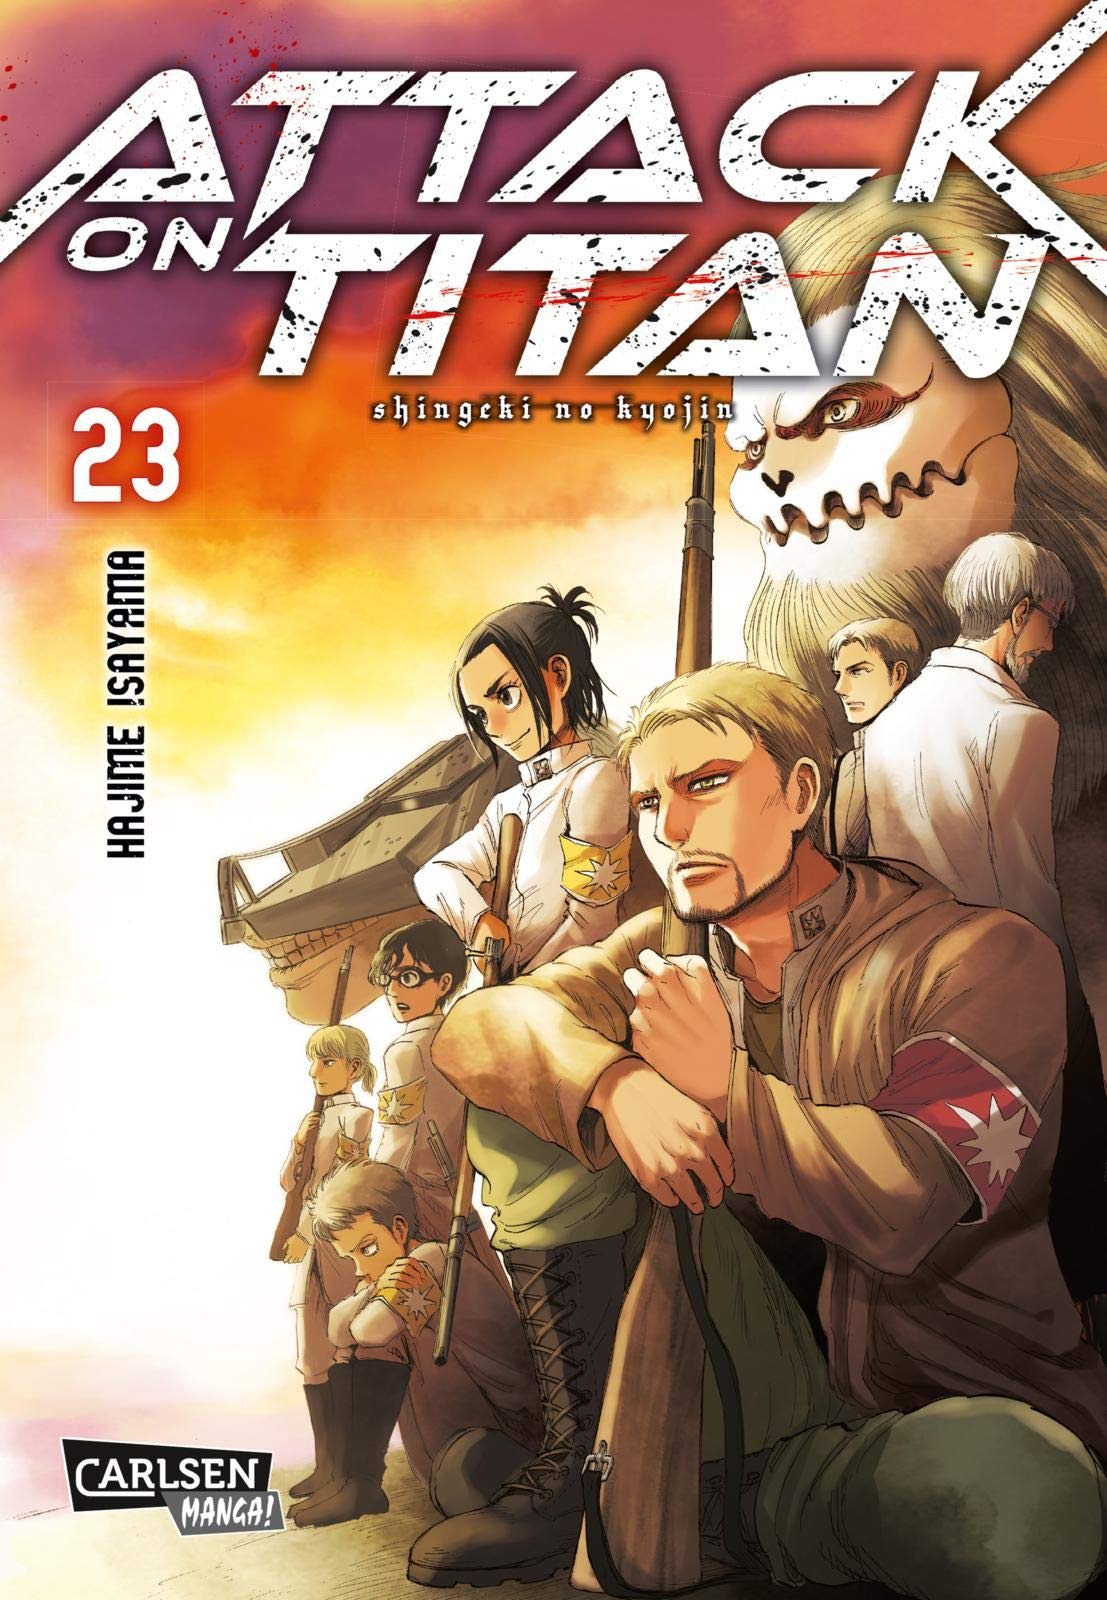 ATTACK
ON TITAN
shingeki no kyojin
23
HAJIME ISAYAMA
CARLSEN
MANGA!